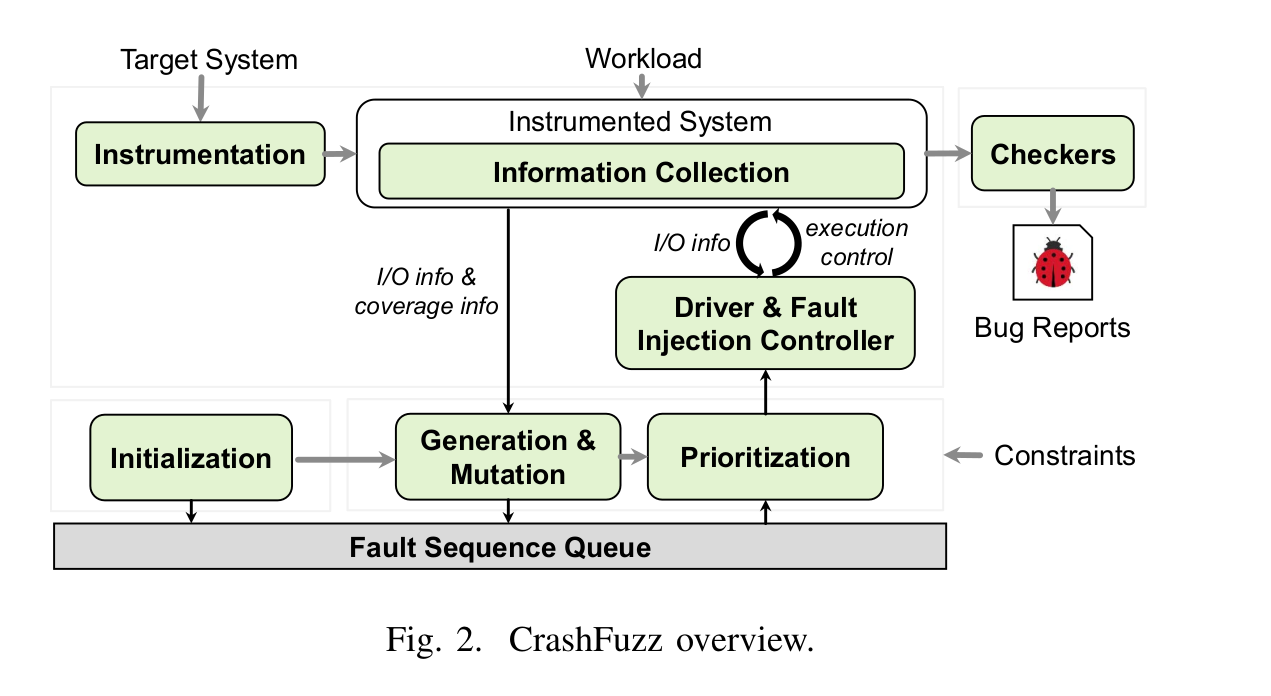 Target System
Workload
Instrumentation
Instrumented System
Information Collection
Checkers
I/O info
execution
control
I/O info &
coverage info
Driver & Fault
Injection Controller
Bug Reports
Initialization
Generation &
Mutation
Prioritization
Constraints
Fault Sequence Queue
Fig. 2. CrashFuzz overview.